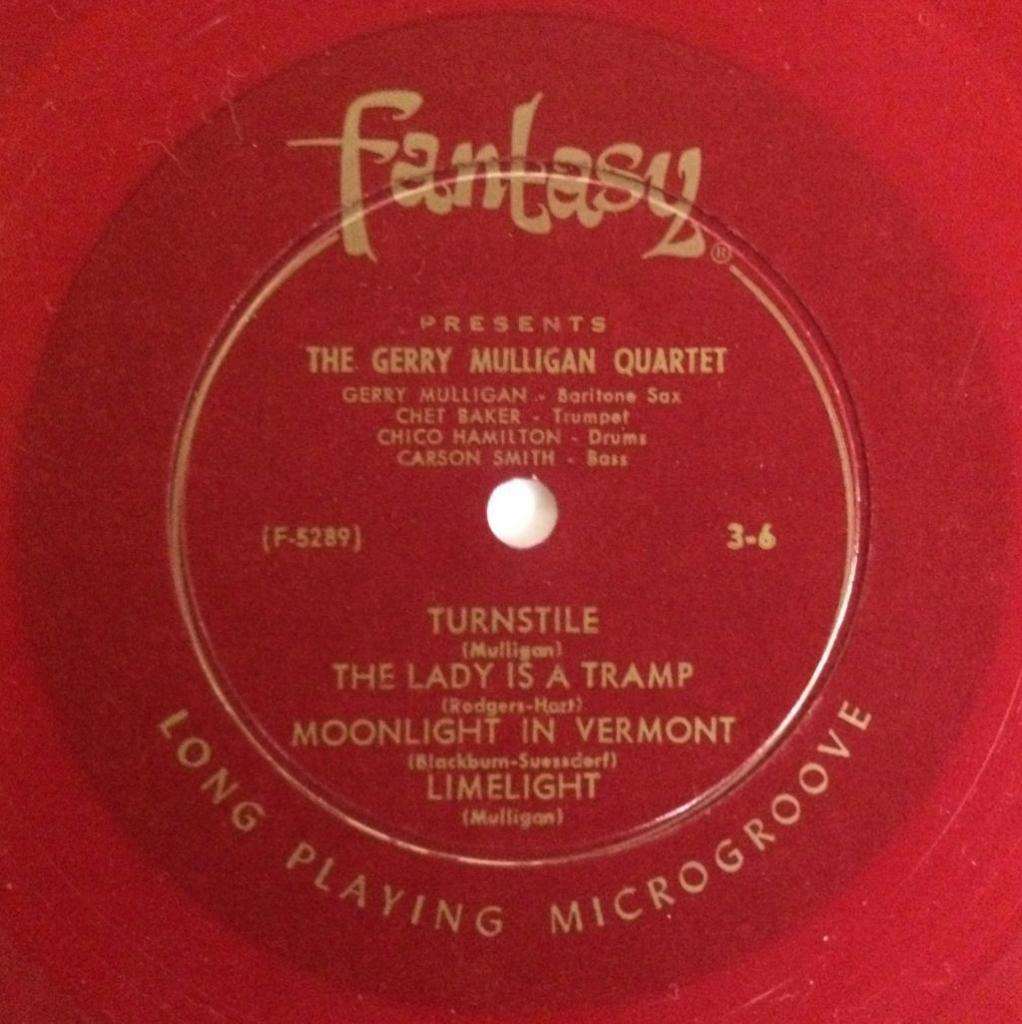 fantasy®
PRESENTS
THE GERRY MULLIGAN QUARTET
GERRY MULLIGAN - Baritone Sax
CHET BAKER - Trumpet
CHICO HAMILTON - Drums
CARSON SMITH - Bass
(F-5289) 3-6
TURNSTILE
(Mulligan)
THE LADY IS A TRAMP
(Rodgers-Hart)
MOONLIGHT IN VERMONT
(Blackburn-Suessdorf)
LIMELIGHT
(Mulligan)
LONG PLAYING MICROGROOVE